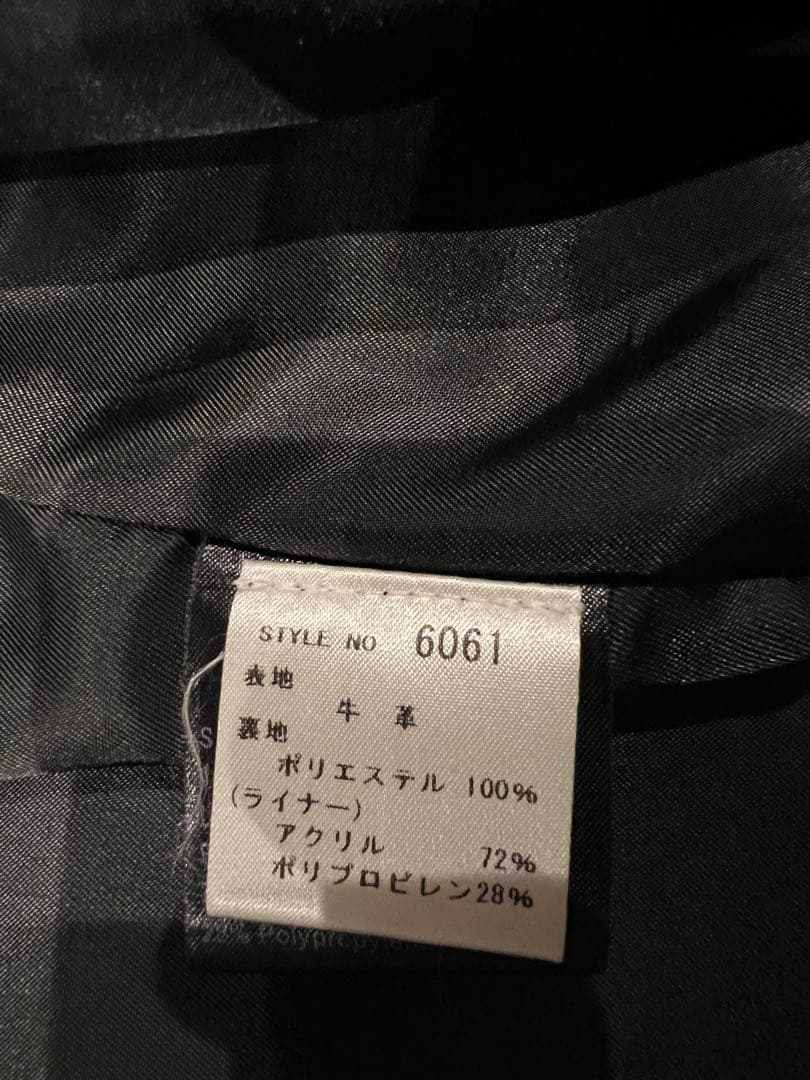 STYLE NO 6061
表地
牛 革
裏地
ポリエステル 100%
(ライナー)
アクリル 72%
ポリプロピレン28%